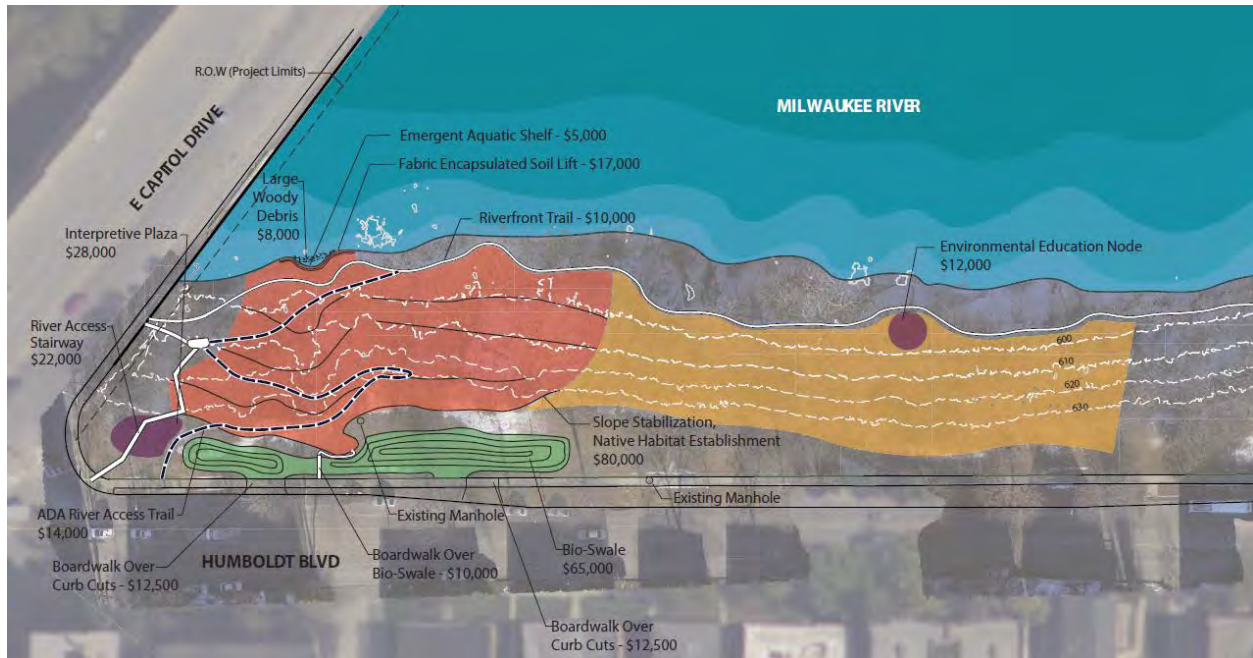 R.O.W (Project Limits)
MILWAUKEE RIVER
E CAPITOL DRIVE
Emergent Aquatic Shelf - $5,000
Fabric Encapsulated Soil Lift - $17,000
Large
Woody
Debris
$8,000
Riverfront Trail - $10,000
Interpretive Plaza
$28,000
Environmental Education Node
$12,000
River Access
Stairway
$22,000
600
610
620
630
Slope Stabilization,
Native Habitat Establishment
$80,000
Existing Manhole
ADA River Access Trail
$14,000
Existing Manhole
Boardwalk Over
Curb Cuts - $12,500
HUMBOLDT BLVD
Boardwalk Over
Bio-Swale - $10,000
Bio-Swale
$65,000
Boardwalk Over
Curb Cuts - $12,500